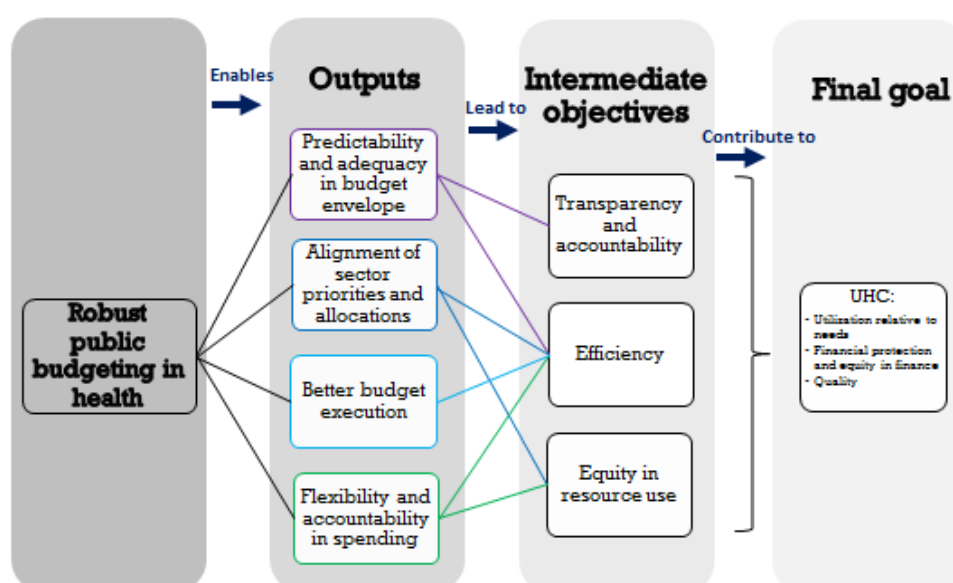 Robust
public
budgeting in
health
Enables
Outputs
Predictability
and adequacy
in budget
envelope
Alignment of
sector
priorities and
allocations
Better budget
execution
Flexibility and
accountability
in spending
Lead to
Intermediate
objectives
Transparency
and
accountability
Efficiency
Equity in
resource use
Contribute to
Final goal
UHC:
- Utilization relative to
needs
- Financial protection
and equity in finance
- Quality